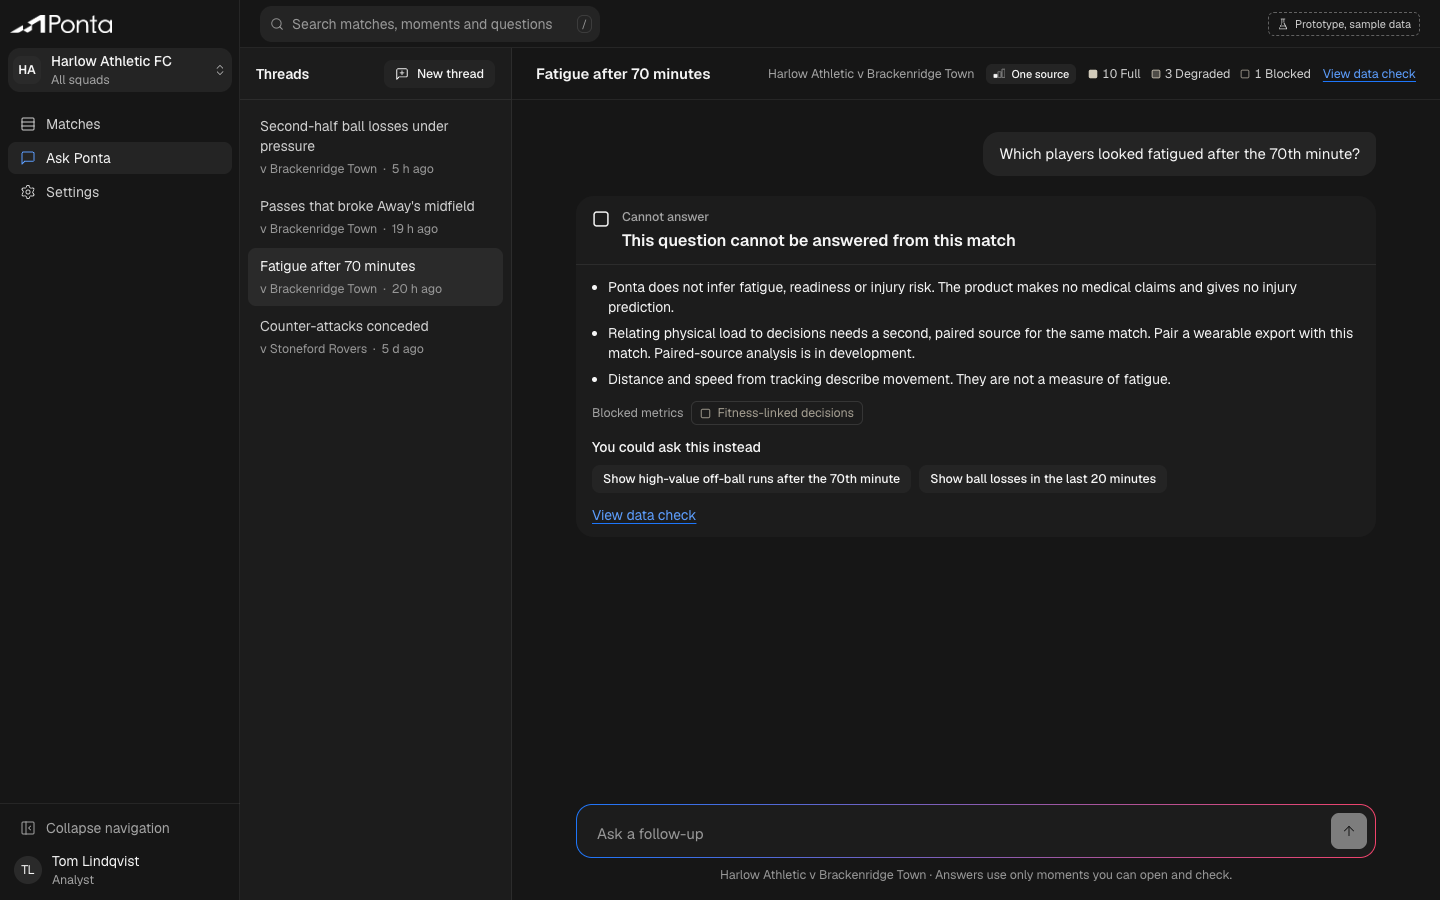 Ponta
Search matches, moments and questions
/
Prototype, sample data
HA
Harlow Athletic FC
All squads
Matches
Ask Ponta
Settings
Collapse navigation
TL
Tom Lindqvist
Analyst
Threads
New thread
Second-half ball losses under
pressure
v Brackenridge Town · 5 h ago
Passes that broke Away's midfield
v Brackenridge Town · 19 h ago
Fatigue after 70 minutes
v Brackenridge Town · 20 h ago
Counter-attacks conceded
v Stoneford Rovers · 5 d ago
Fatigue after 70 minutes
Harlow Athletic v Brackenridge Town
One source
10 Full
3 Degraded
1 Blocked
View data check
Which players looked fatigued after the 70th minute?
Cannot answer
This question cannot be answered from this match
• Ponta does not infer fatigue, readiness or injury risk. The product makes no medical claims and gives no injury
prediction.
• Relating physical load to decisions needs a second, paired source for the same match. Pair a wearable export with this
match. Paired-source analysis is in development.
• Distance and speed from tracking describe movement. They are not a measure of fatigue.
Blocked metrics
Fitness-linked decisions
You could ask this instead
Show high-value off-ball runs after the 70th minute
Show ball losses in the last 20 minutes
View data check
Ask a follow-up
Harlow Athletic v Brackenridge Town · Answers use only moments you can open and check.